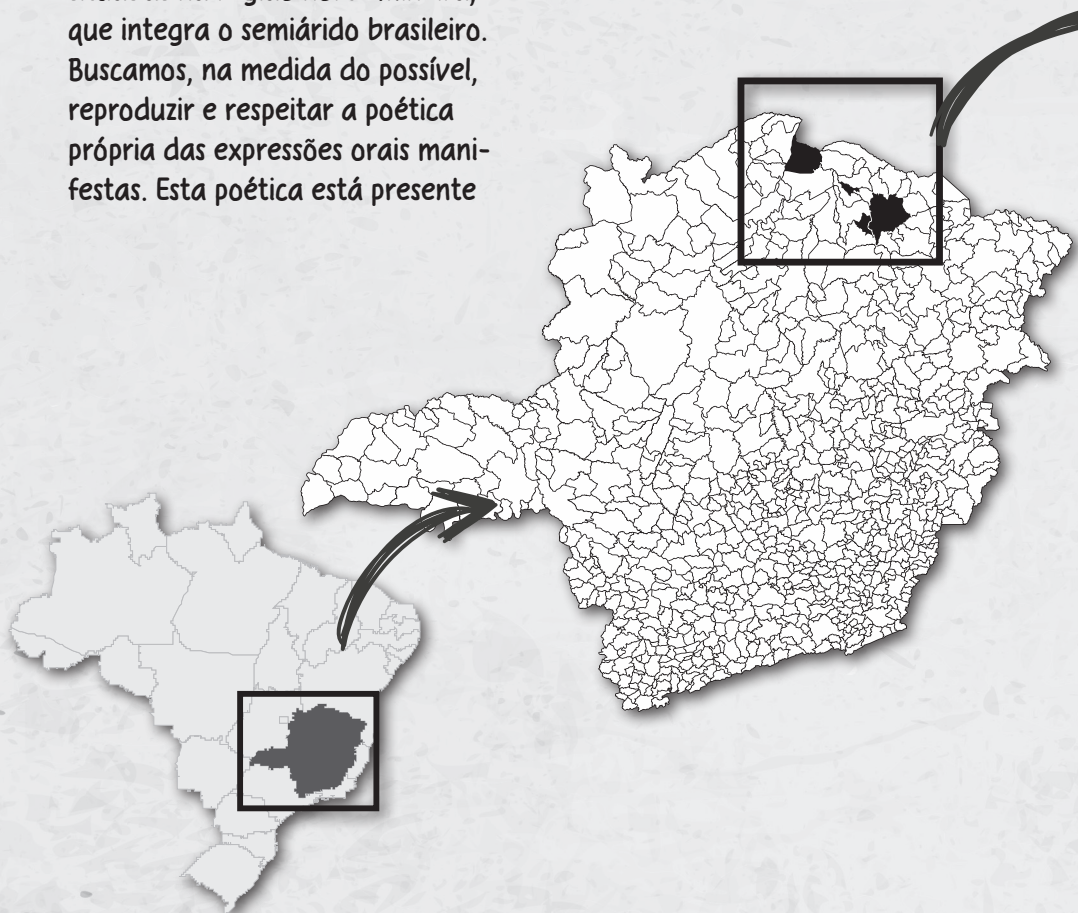 que integra o semiárido brasileiro.
Buscamos, na medida do possível,
reproduzir e respeitar a poética
própria das expressões orais mani-
festas. Esta poética está presente